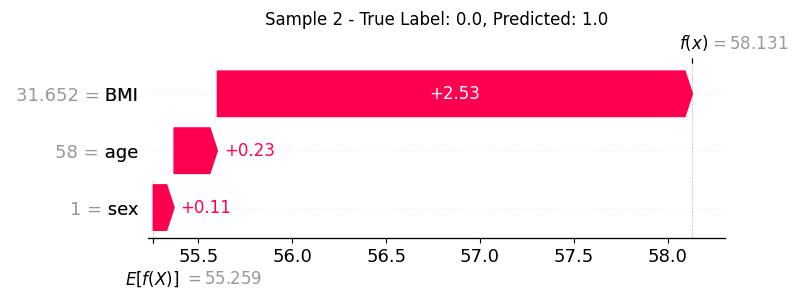 Sample 2 - True Label: 0.0, Predicted: 1.0
f(x) = 58.131
31.652 = BMI
+2.53
58 = age
+0.23
1 = sex
+0.11
55.5 56.0 56.5 57.0 57.5 58.0
E[f(X)] = 55.259